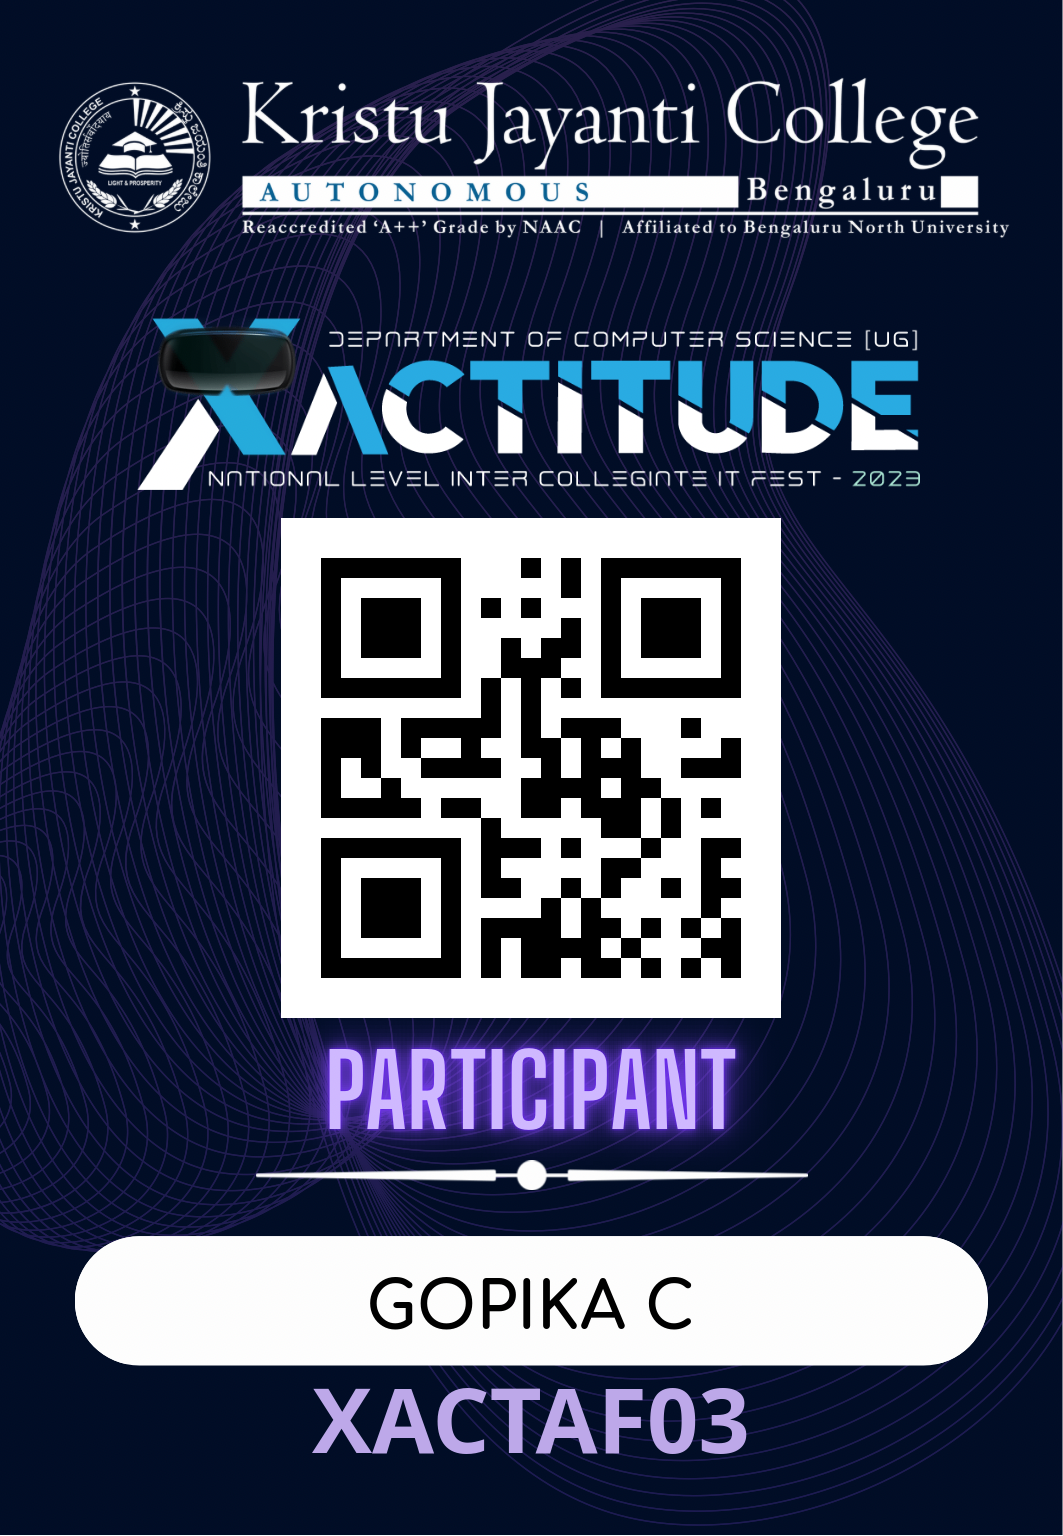 KRISTU JAYANTI COLLEGE
ज्योतिसंवोदयाय
LIGHT & PROSPERITY
Kristu Jayanti College
AUTONOMOUS Bengaluru
Reaccredited ‘A++’ Grade by NAAC | Affiliated to Bengaluru North University
DEPARTMENT OF COMPUTER SCIENCE [UG]
XACTITUDE
NATIONAL LEVEL INTER COLLEGIATE IT FEST - 2023
PARTICIPANT
GOPIKA C
XACTAF03